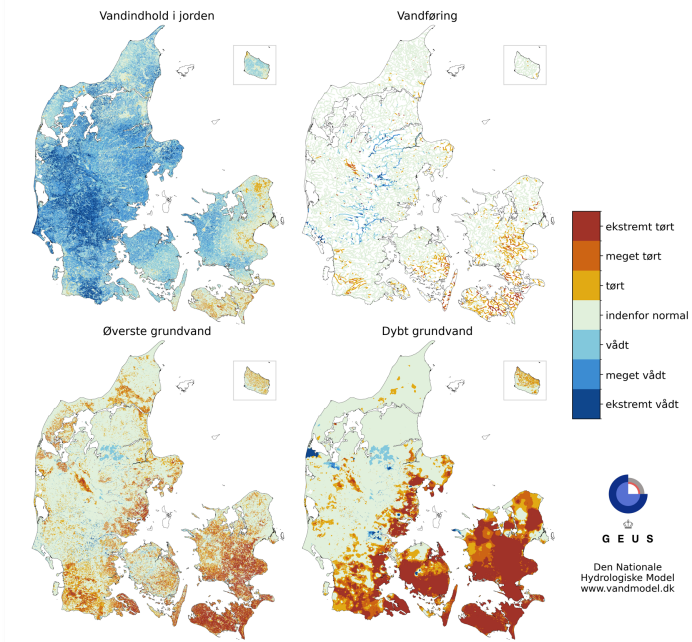 Vandindhold i jorden
Vandføring
Øverste grundvand
Dybt grundvand
ekstremt tørt
meget tørt
tørt
indenfor normal
vådt
meget vådt
ekstremt vådt
G E U S
Den Nationale
Hydrologiske Model
www.vandmodel.dk